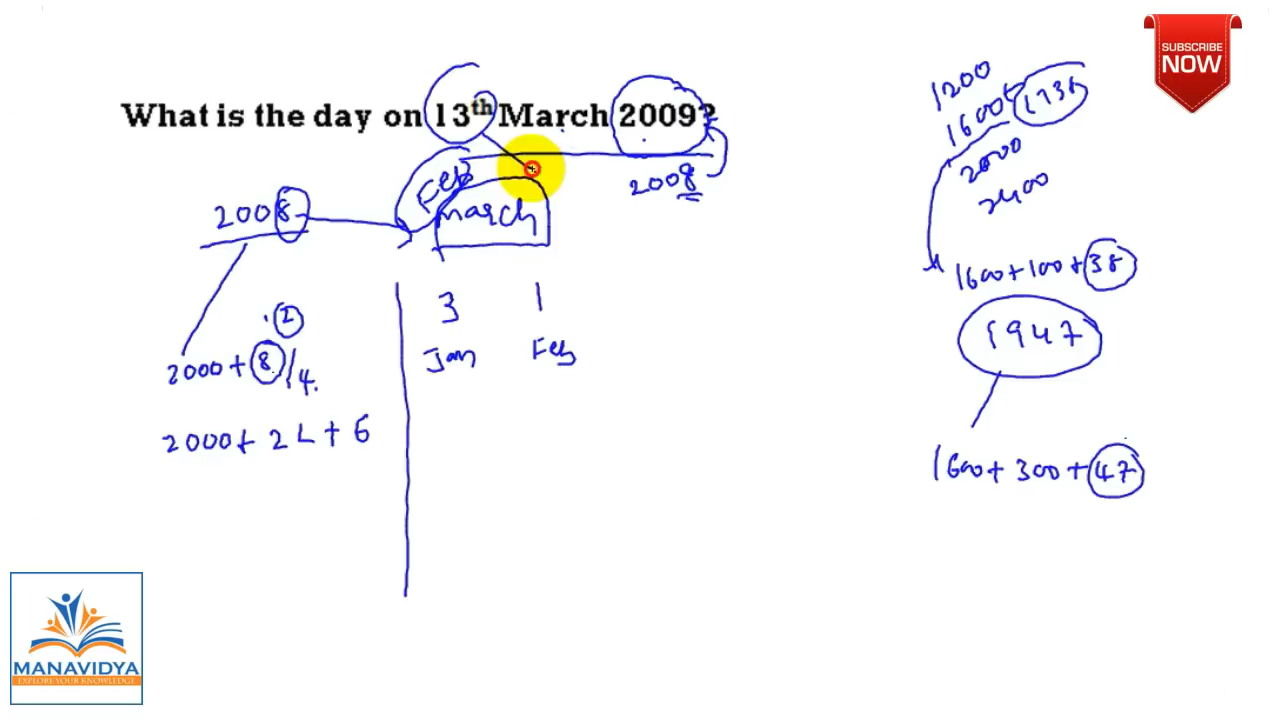 SUBSCRIBE
NOW
What is the day on 13th March 2009?
2008
Feb
march
2008
3 1
Jan Feb
2
2000 + 8/4
2000 + 2L + 6
1200
1600 1738
2000
2400
1600+100+38
1947
1600+300+47
MANAVIDYA
EXPLORE YOUR KNOWLEDGE